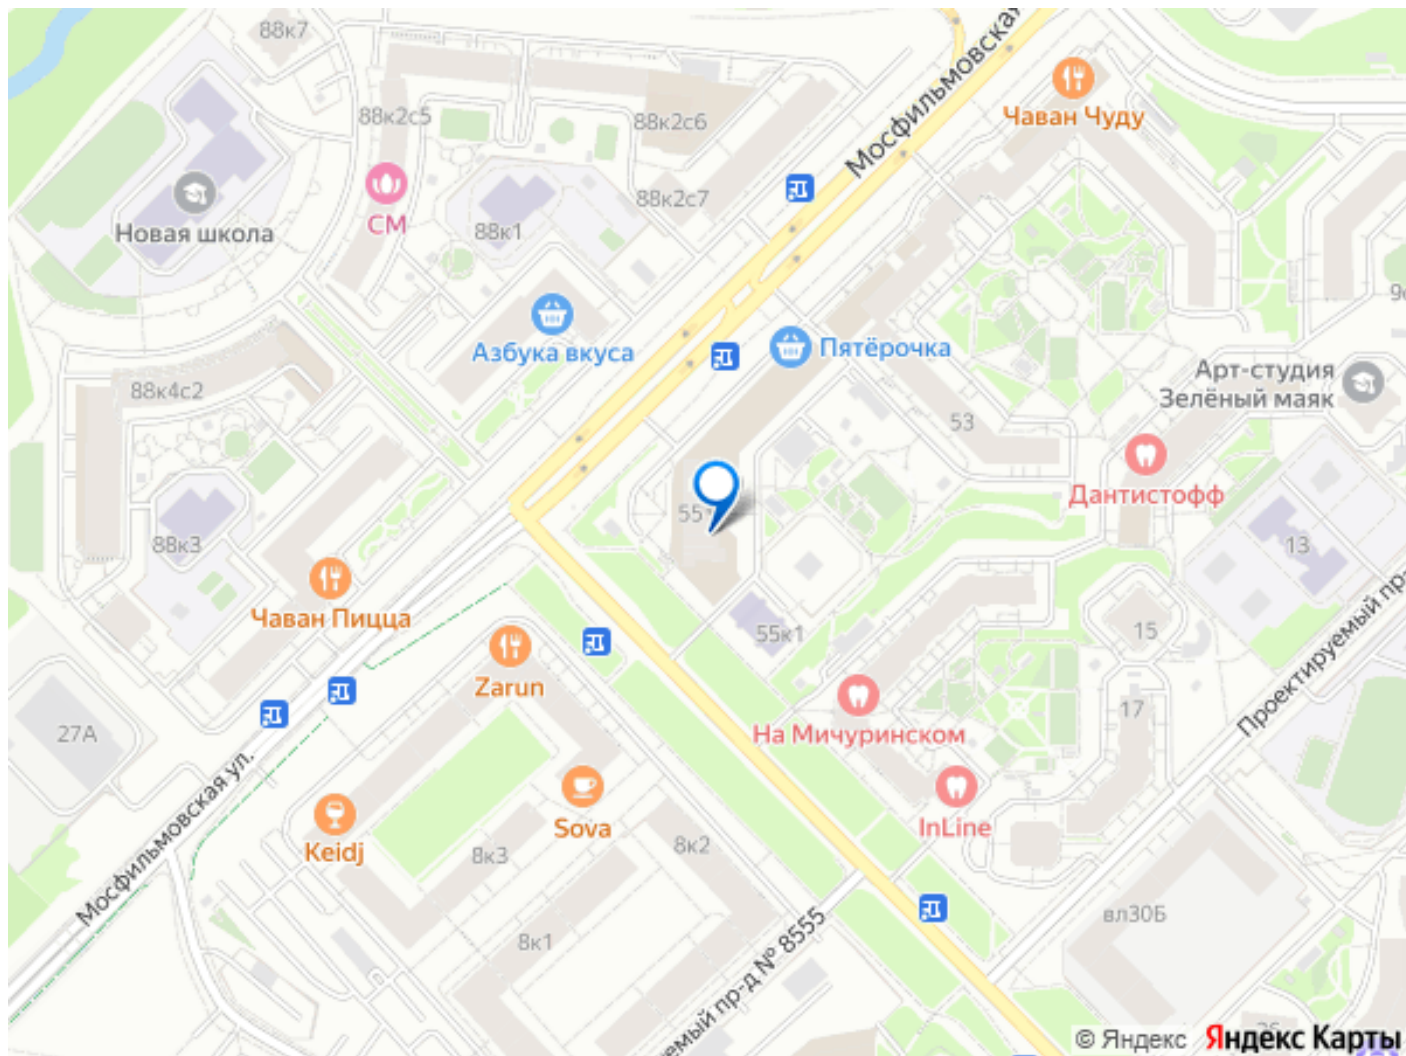 88к7
Мосфильмовская
Чаван Чуду
88к2с5
88к2с6
88к2с7
СМ
Новая школа
88к1
Азбука вкуса
Пятёрочка
88к4с2
Арт-студия
Зелёный маяк
53
Дантистофф
55
88к3
13
Чаван Пицца
55к1
15
Проектируемый пр-
Zarun
27А
На Мичуринском
17
Мосфильмовская ул.
Sova
InLine
Keidj
8к3
8к2
вл30Б
8к1
емый пр-д № 8555
© Яндекс Яндекс Карты